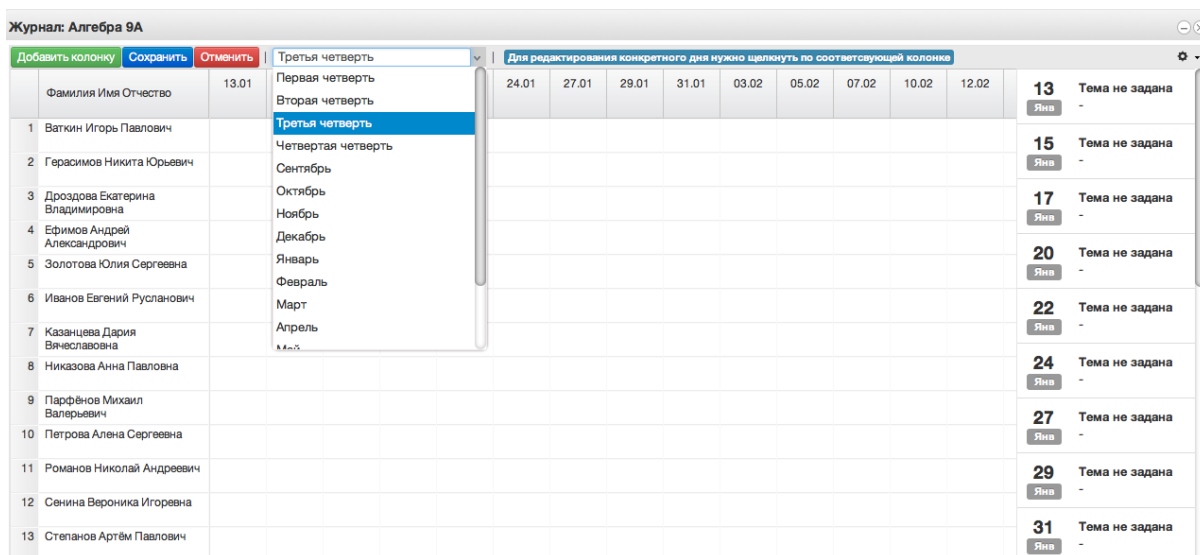 Журнал: Алгебра 9А
Добавить колонку Сохранить Отменить | Третья четверть | Для редактирования конкретного дня нужно щелкнуть по соответсвующей колонке
Фамилия Имя Отчество 13.01 24.01 27.01 29.01 31.01 03.02 05.02 07.02 10.02 12.02
Первая четверть
Вторая четверть
Третья четверть
Четвертая четверть
Сентябрь
Октябрь
Ноябрь
Декабрь
Январь
Февраль
Март
Апрель
Май
1 Ваткин Игорь Павлович
2 Герасимов Никита Юрьевич
3 Дроздова Екатерина
Владимировна
4 Ефимов Андрей
Александрович
5 Золотова Юлия Сергеевна
6 Иванов Евгений Русланович
7 Казанцева Дария
Вячеславовна
8 Никазова Анна Павловна
9 Парфёнов Михаил
Валерьевич
10 Петрова Алена Сергеевна
11 Романов Николай Андреевич
12 Сенина Вероника Игоревна
13 Степанов Артём Павлович
13 Тема не задана
Янв -
15 Тема не задана
Янв -
17 Тема не задана
Янв -
20 Тема не задана
Янв -
22 Тема не задана
Янв -
24 Тема не задана
Янв -
27 Тема не задана
Янв -
29 Тема не задана
Янв -
31 Тема не задана
Янв -